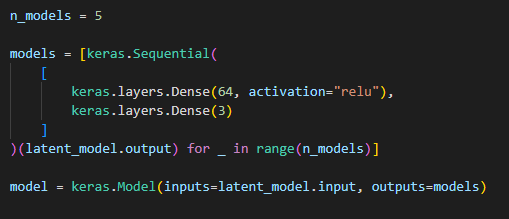 n_models = 5
models = [keras.Sequential(
    [
        keras.layers.Dense(64, activation="relu"),
        keras.layers.Dense(3)
    ]
)(latent_model.output) for _ in range(n_models)]
model = keras.Model(inputs=latent_model.input, outputs=models)